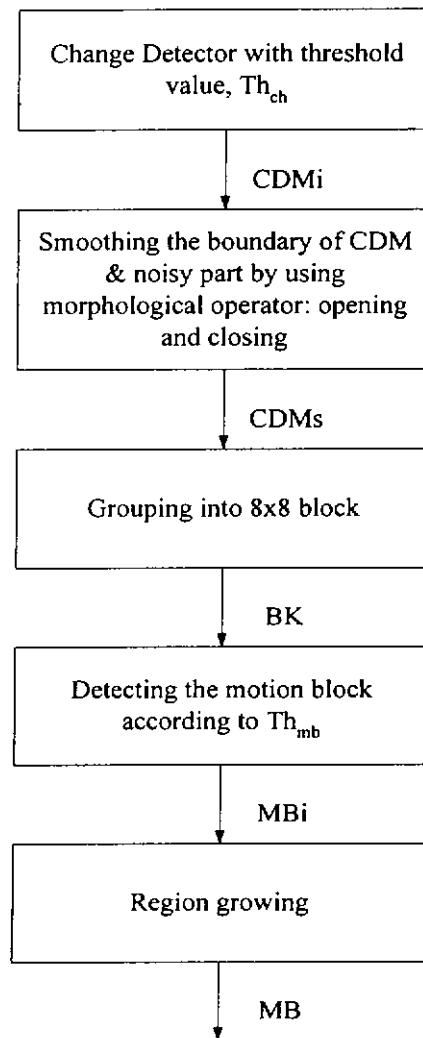 Change Detector with threshold
value, Th_ch
CDMi
Smoothing the boundary of CDM
& noisy part by using
morphological operator: opening
and closing
CDMs
Grouping into 8x8 block
BK
Detecting the motion block
according to Th_mb
MBi
Region growing
MB